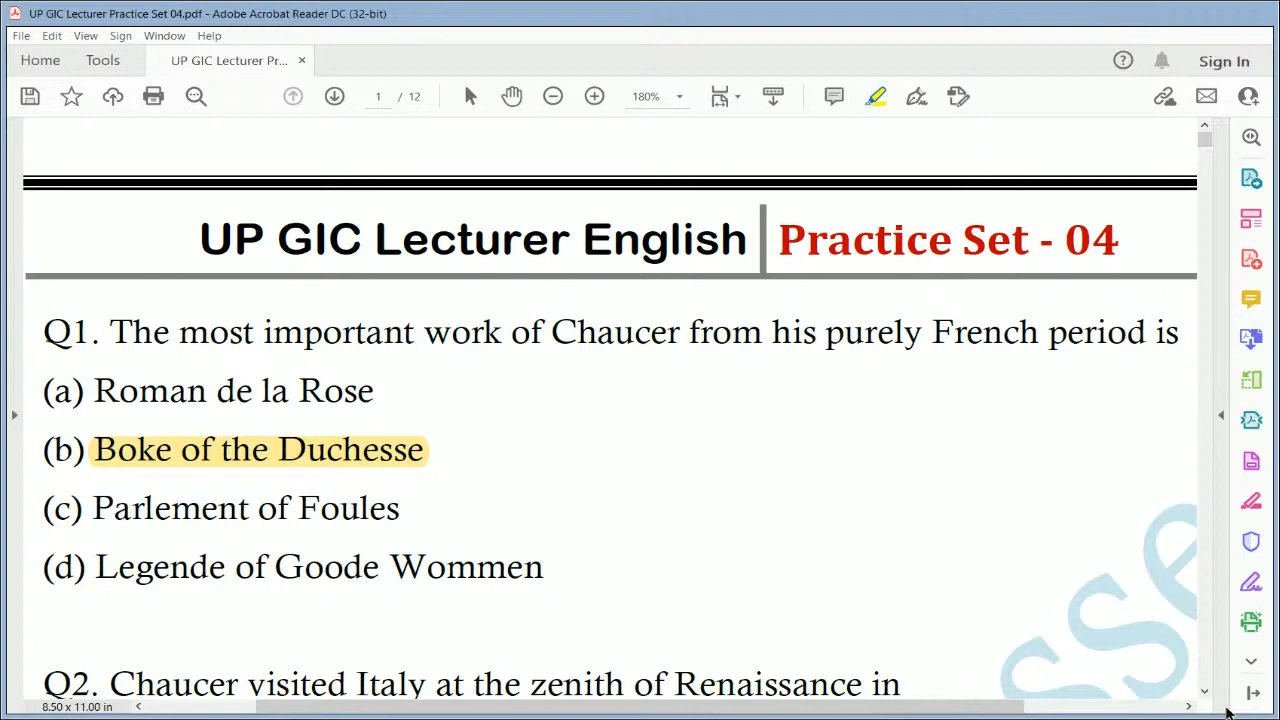 UP GIC Lecturer Practice Set 04.pdf - Adobe Acrobat Reader DC (32-bit)
File Edit View Sign Window Help
Home Tools UP GIC Lecturer Pr... × Sign In
1 / 12 180%
UP GIC Lecturer English Practice Set - 04
Q1. The most important work of Chaucer from his purely French period is
(a) Roman de la Rose
(b) Boke of the Duchesse
(c) Parlement of Foules
(d) Legende of Goode Wommen
Q2. Chaucer visited Italy at the zenith of Renaissance in
8.50 x 11.00 in